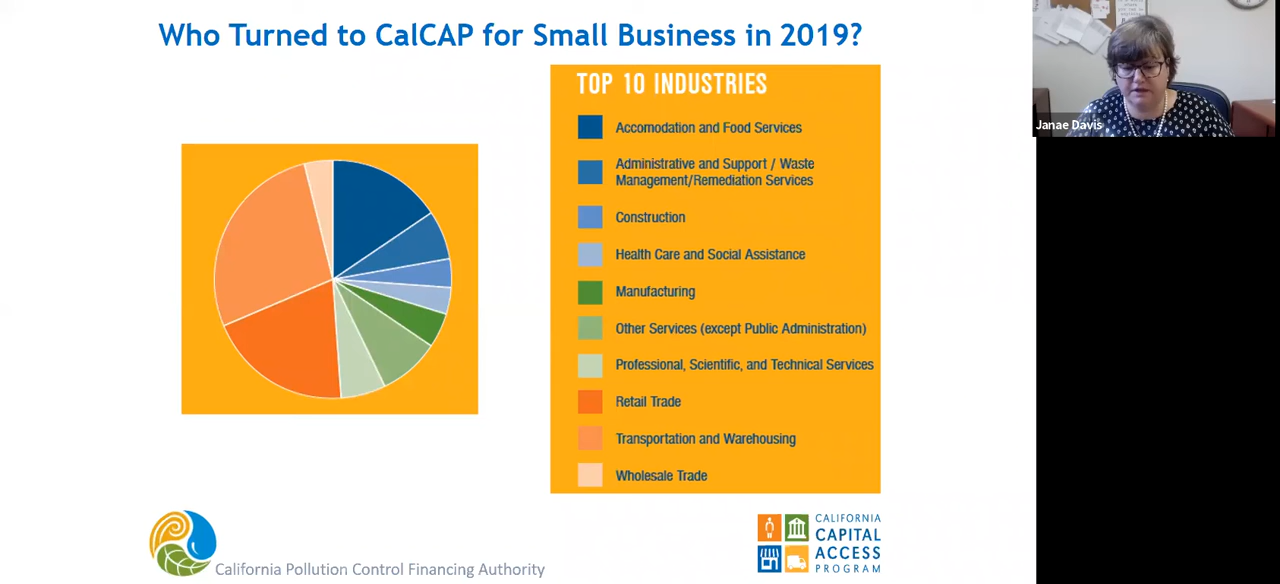 Who Turned to CalCAP for Small Business in 2019?
TOP 10 INDUSTRIES
Accomodation and Food Services
Administrative and Support / Waste
Management/Remediation Services
Construction
Health Care and Social Assistance
Manufacturing
Other Services (except Public Administration)
Professional, Scientific, and Technical Services
Retail Trade
Transportation and Warehousing
Wholesale Trade
California Pollution Control Financing Authority
CALIFORNIA
CAPITAL
ACCESS
PROGRAM
Janae Davis